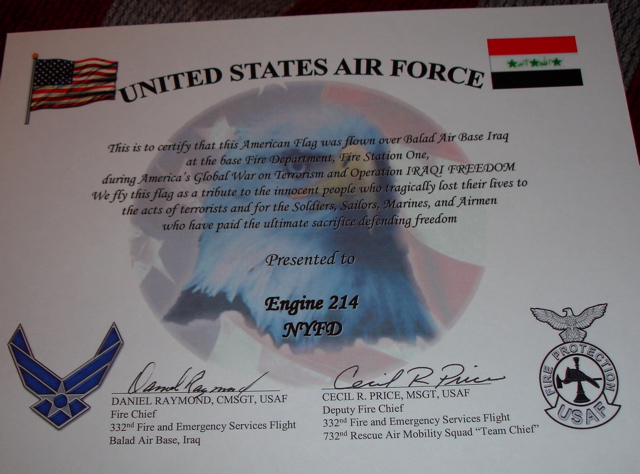 UNITED STATES AIR FORCE
This is to certify that this American Flag was flown over Balad Air Base Iraq
at the base Fire Department, Fire Station One,
during America's Global War on Terrorism and Operation IRAQI FREEDOM
We fly this flag as a tribute to the innocent people who tragically lost their lives to
the acts of terrorists and for the Soldiers, Sailors, Marines, and Airmen
who have paid the ultimate sacrifice defending freedom
Presented to
Engine 214
NYFD
Danial Raymond
DANIEL RAYMOND, CMSGT, USAF
Fire Chief
332nd Fire and Emergency Services Flight
Balad Air Base, Iraq
Cecil R Price
CECIL R. PRICE, MSGT, USAF
Deputy Fire Chief
332nd Fire and Emergency Services Flight
732nd Rescue Air Mobility Squad “Team Chief”
FIRE PROTECTION
USAF